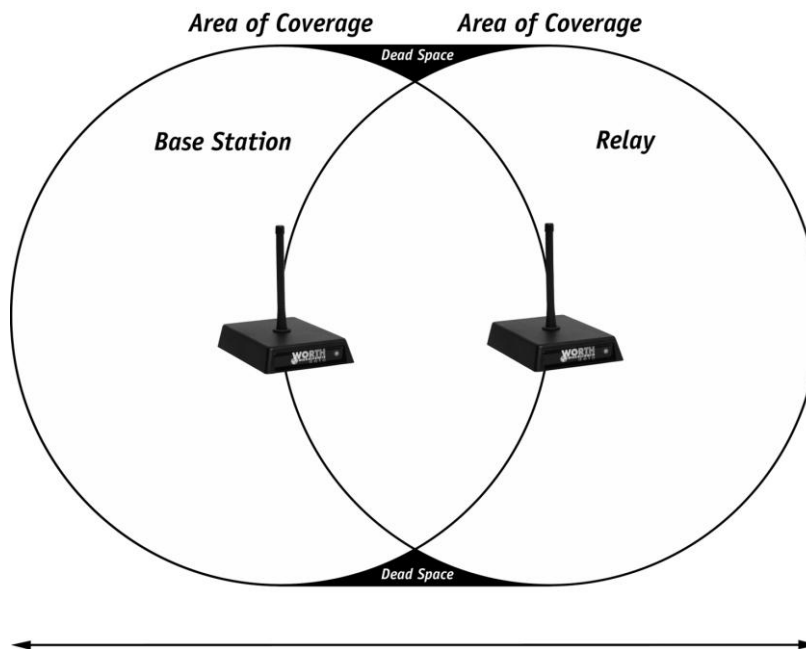 Area of Coverage
Area of Coverage
Dead Space
Base Station
Relay
WORTH
WORTH
Dead Space